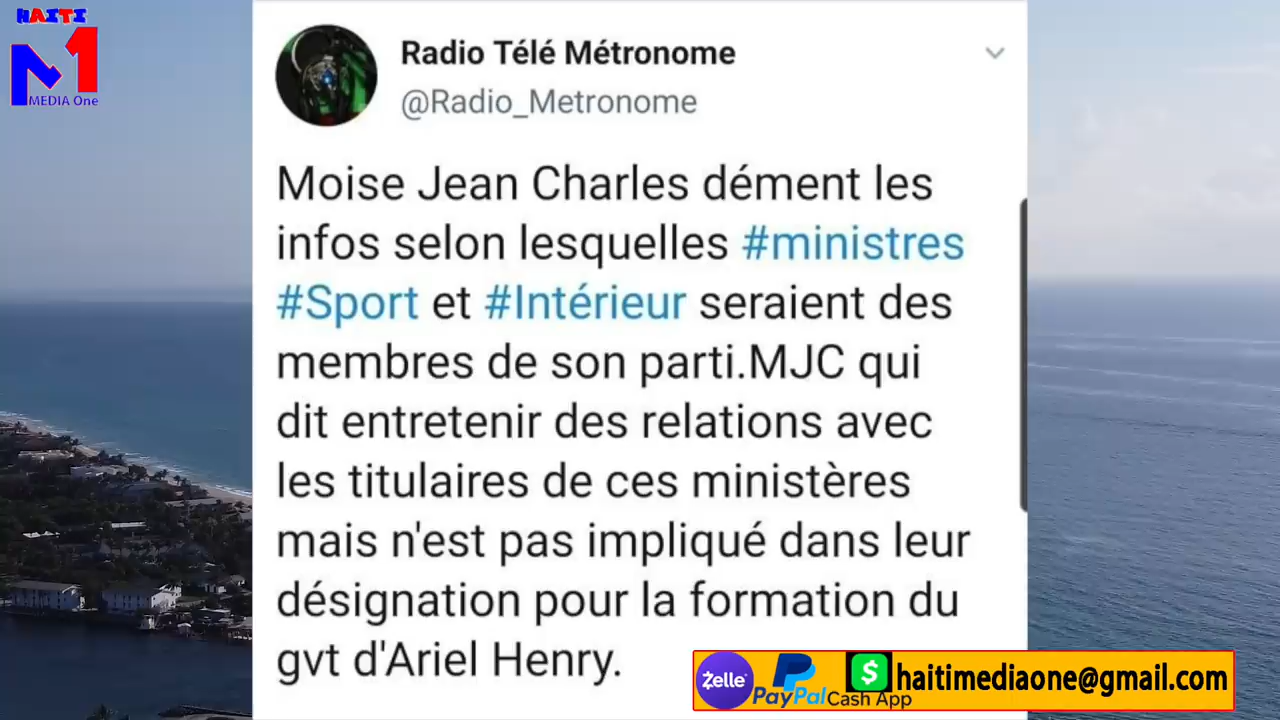 HAITI
M1
MEDIA One
Radio Télé Métronome
@Radio_Metronome
Moise Jean Charles dément les
infos selon lesquelles #ministres
#Sport et #Intérieur seraient des
membres de son parti.MJC qui
dit entretenir des relations avec
les titulaires de ces ministères
mais n'est pas impliqué dans leur
désignation pour la formation du
gvt d'Ariel Henry.
Zelle
PayPal
$
Cash App
haitimediaone@gmail.com